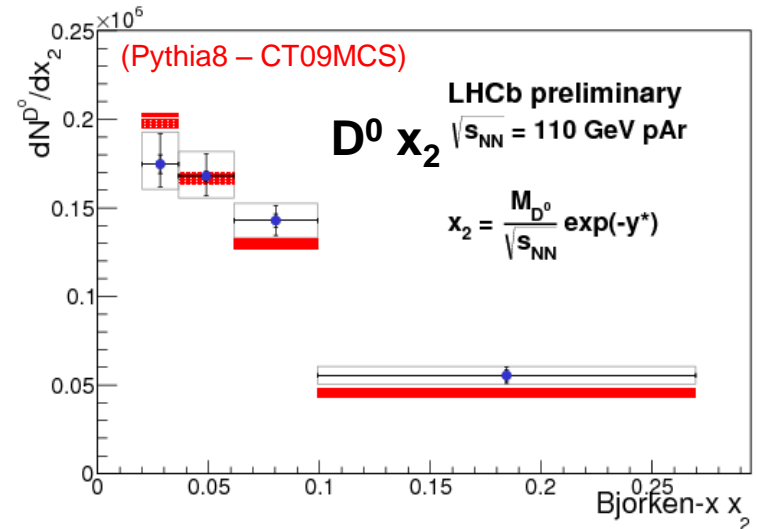 ×10⁶
0.25
(Pythia8 – CT09MCS)
LHCb preliminary
D⁰ x₂
√s_NN = 110 GeV pAr
x₂ = M_D⁰ / √s_NN exp(-y*)
dN^D⁰/dx₂
0.2
0.15
0.1
0.05
0
0 0.05 0.1 0.15 0.2 0.25
Bjorken-x x₂